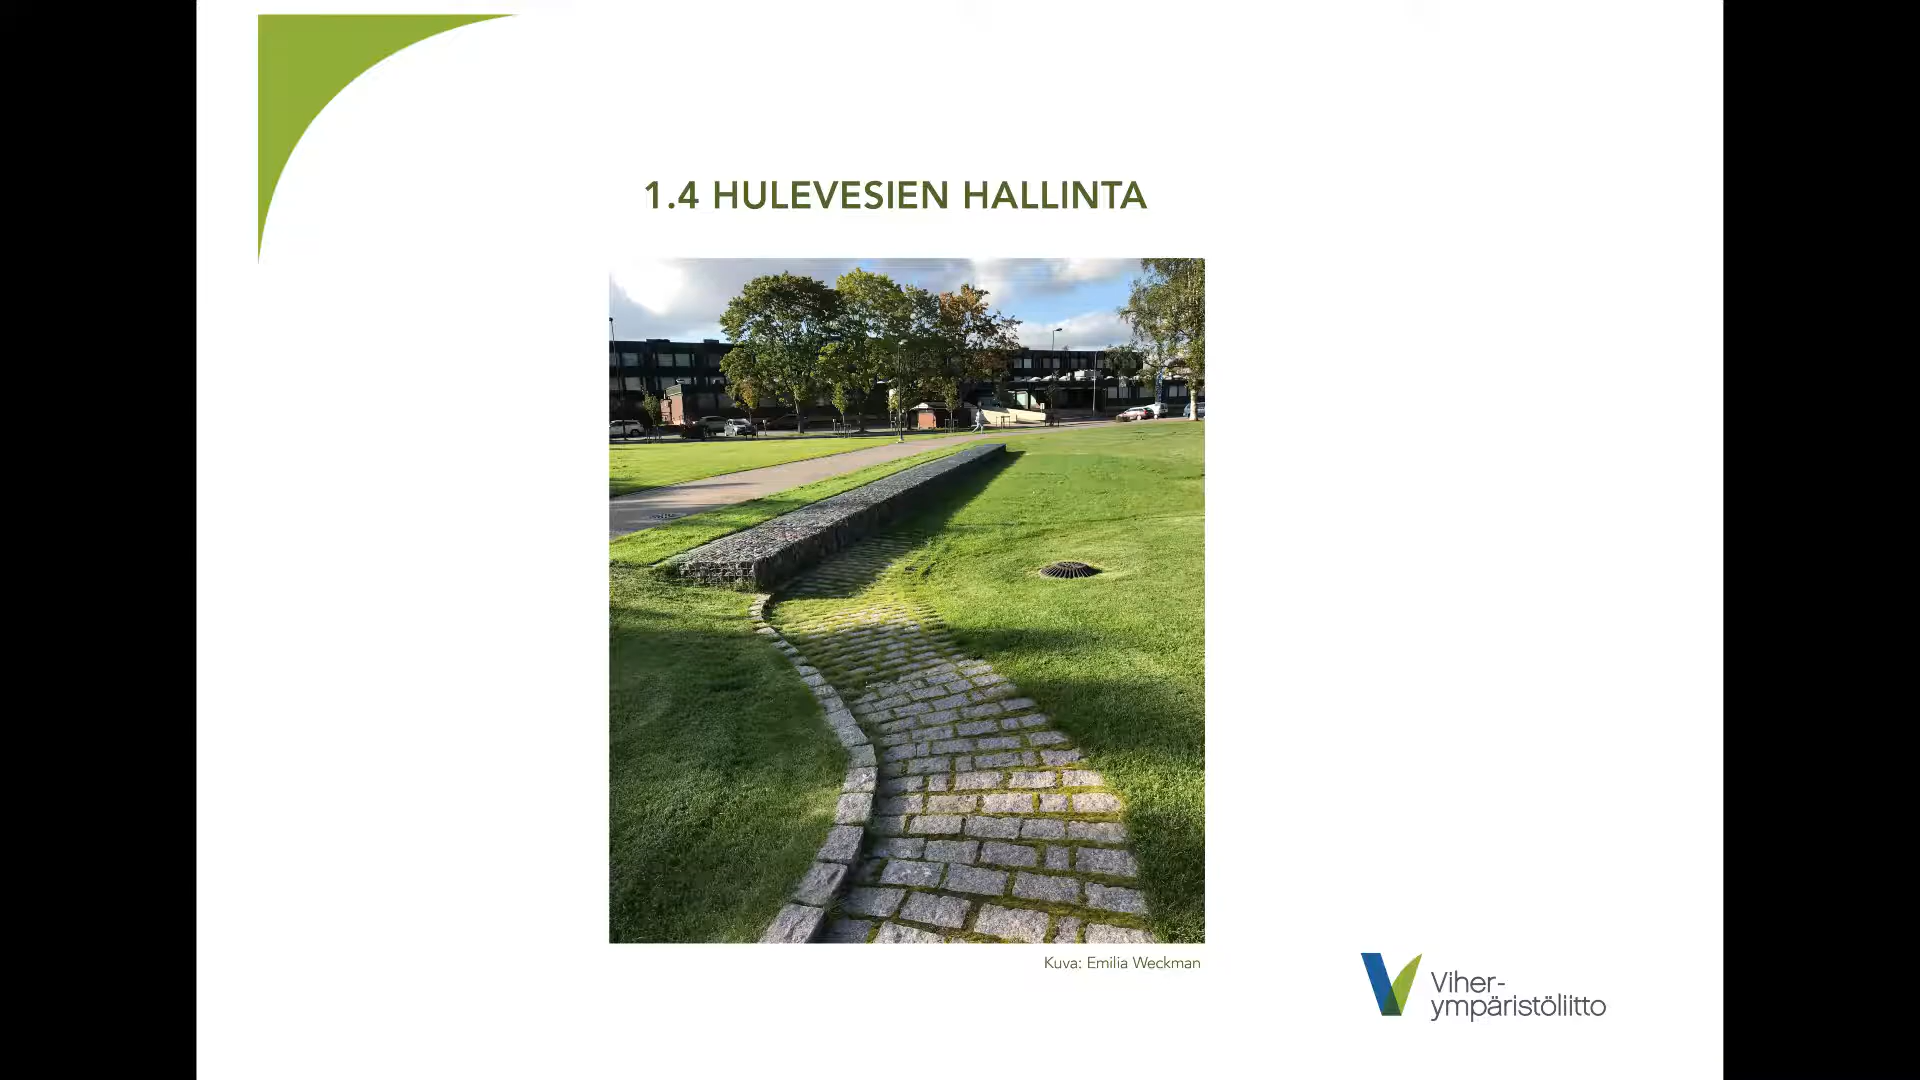 1.4 HULEVESIEN HALLINTA
Kuva: Emilia Weckman
Viher-
ympäristöliitto